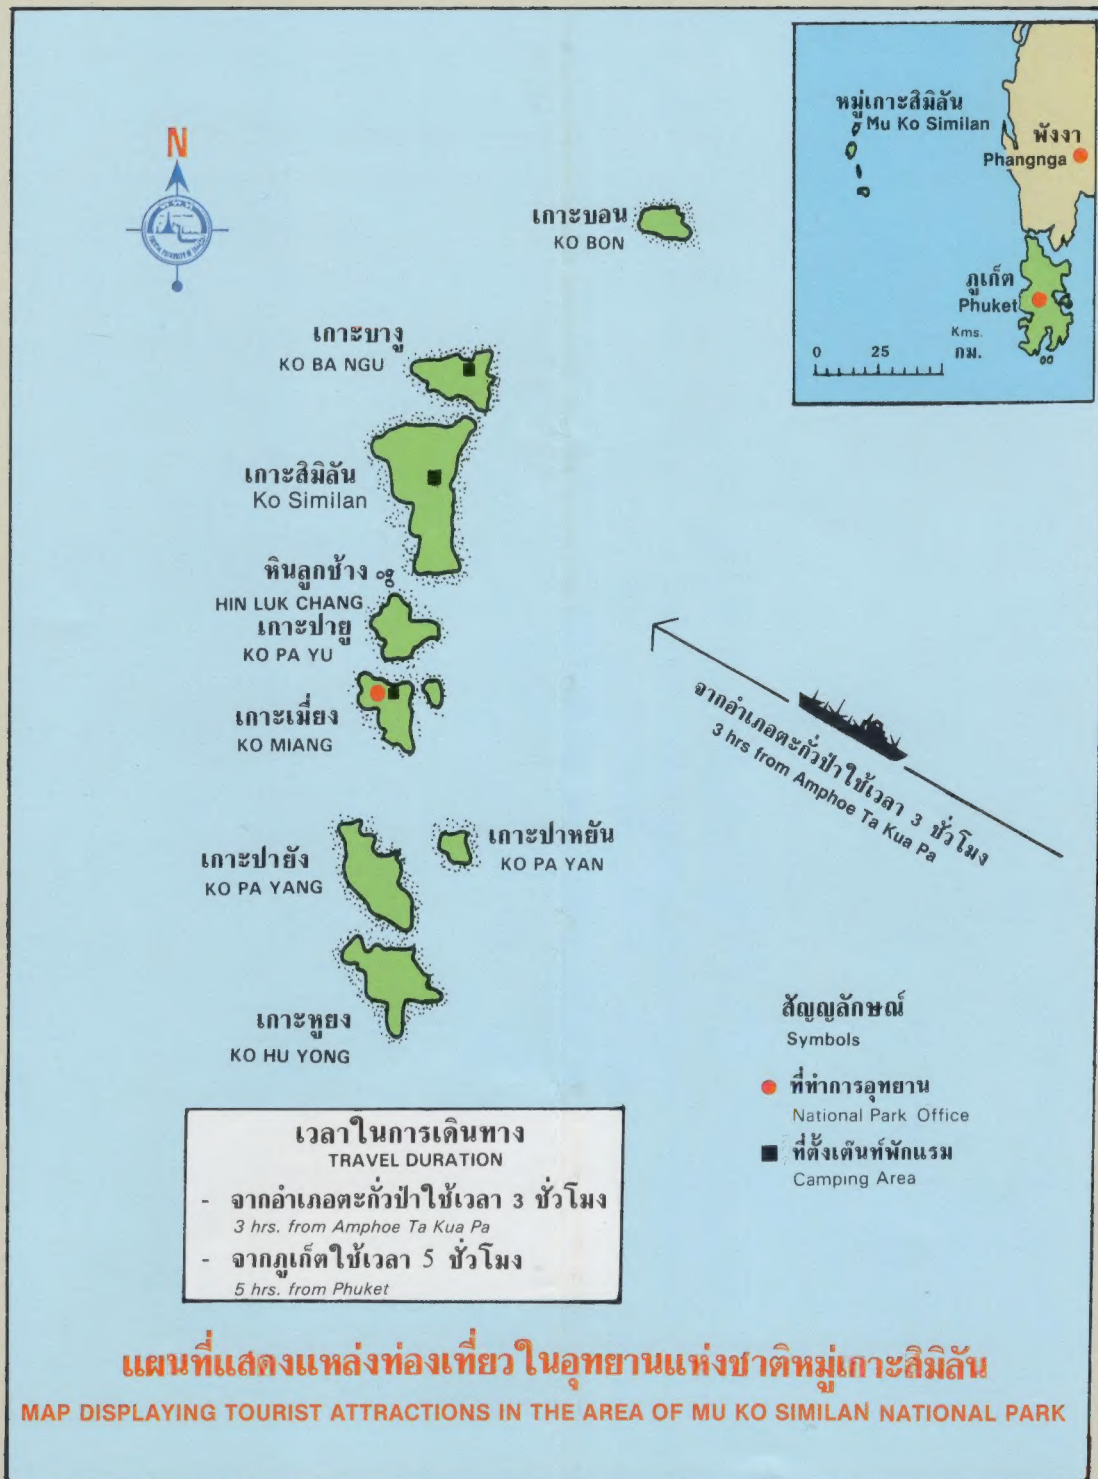 N
หมู่เกาะสิมิลัน
Mu Ko Similan
พังงา
Phangnga
ภูเก็ต
Phuket
Kms.
0 25 กม.
เกาะบอน
KO BON
เกาะบางู
KO BA NGU
เกาะสิมิลัน
Ko Similan
หินลูกช้าง
HIN LUK CHANG
เกาะปายู
KO PA YU
เกาะเมี่ยง
KO MIANG
จากอำเภอตะกั่วป่าใช้เวลา 3 ชั่วโมง
3 hrs from Amphoe Ta Kua Pa
เกาะปายัง
KO PA YANG
เกาะปาหยัน
KO PA YAN
เกาะหูยง
KO HU YONG
สัญญลักษณ์
Symbols
ที่ทำการอุทยาน
National Park Office
ที่ตั้งเต๊นท์พักแรม
Camping Area
เวลาในการเดินทาง
TRAVEL DURATION
- จากอำเภอตะกั่วป่าใช้เวลา 3 ชั่วโมง
3 hrs. from Amphoe Ta Kua Pa
- จากภูเก็ตใช้เวลา 5 ชั่วโมง
5 hrs. from Phuket
แผนที่แสดงแหล่งท่องเที่ยวในอุทยานแห่งชาติหมู่เกาะสิมิลัน
MAP DISPLAYING TOURIST ATTRACTIONS IN THE AREA OF MU KO SIMILAN NATIONAL PARK